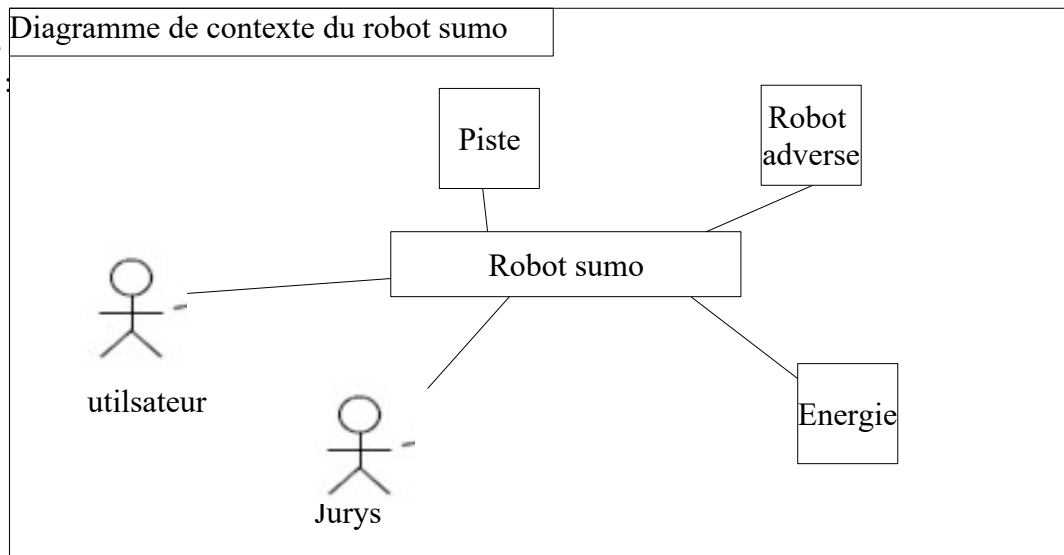 Diagramme de contexte du robot sumo
:
Piste
Robot
adverse
Robot sumo
utilsateur
Energie
Jurys